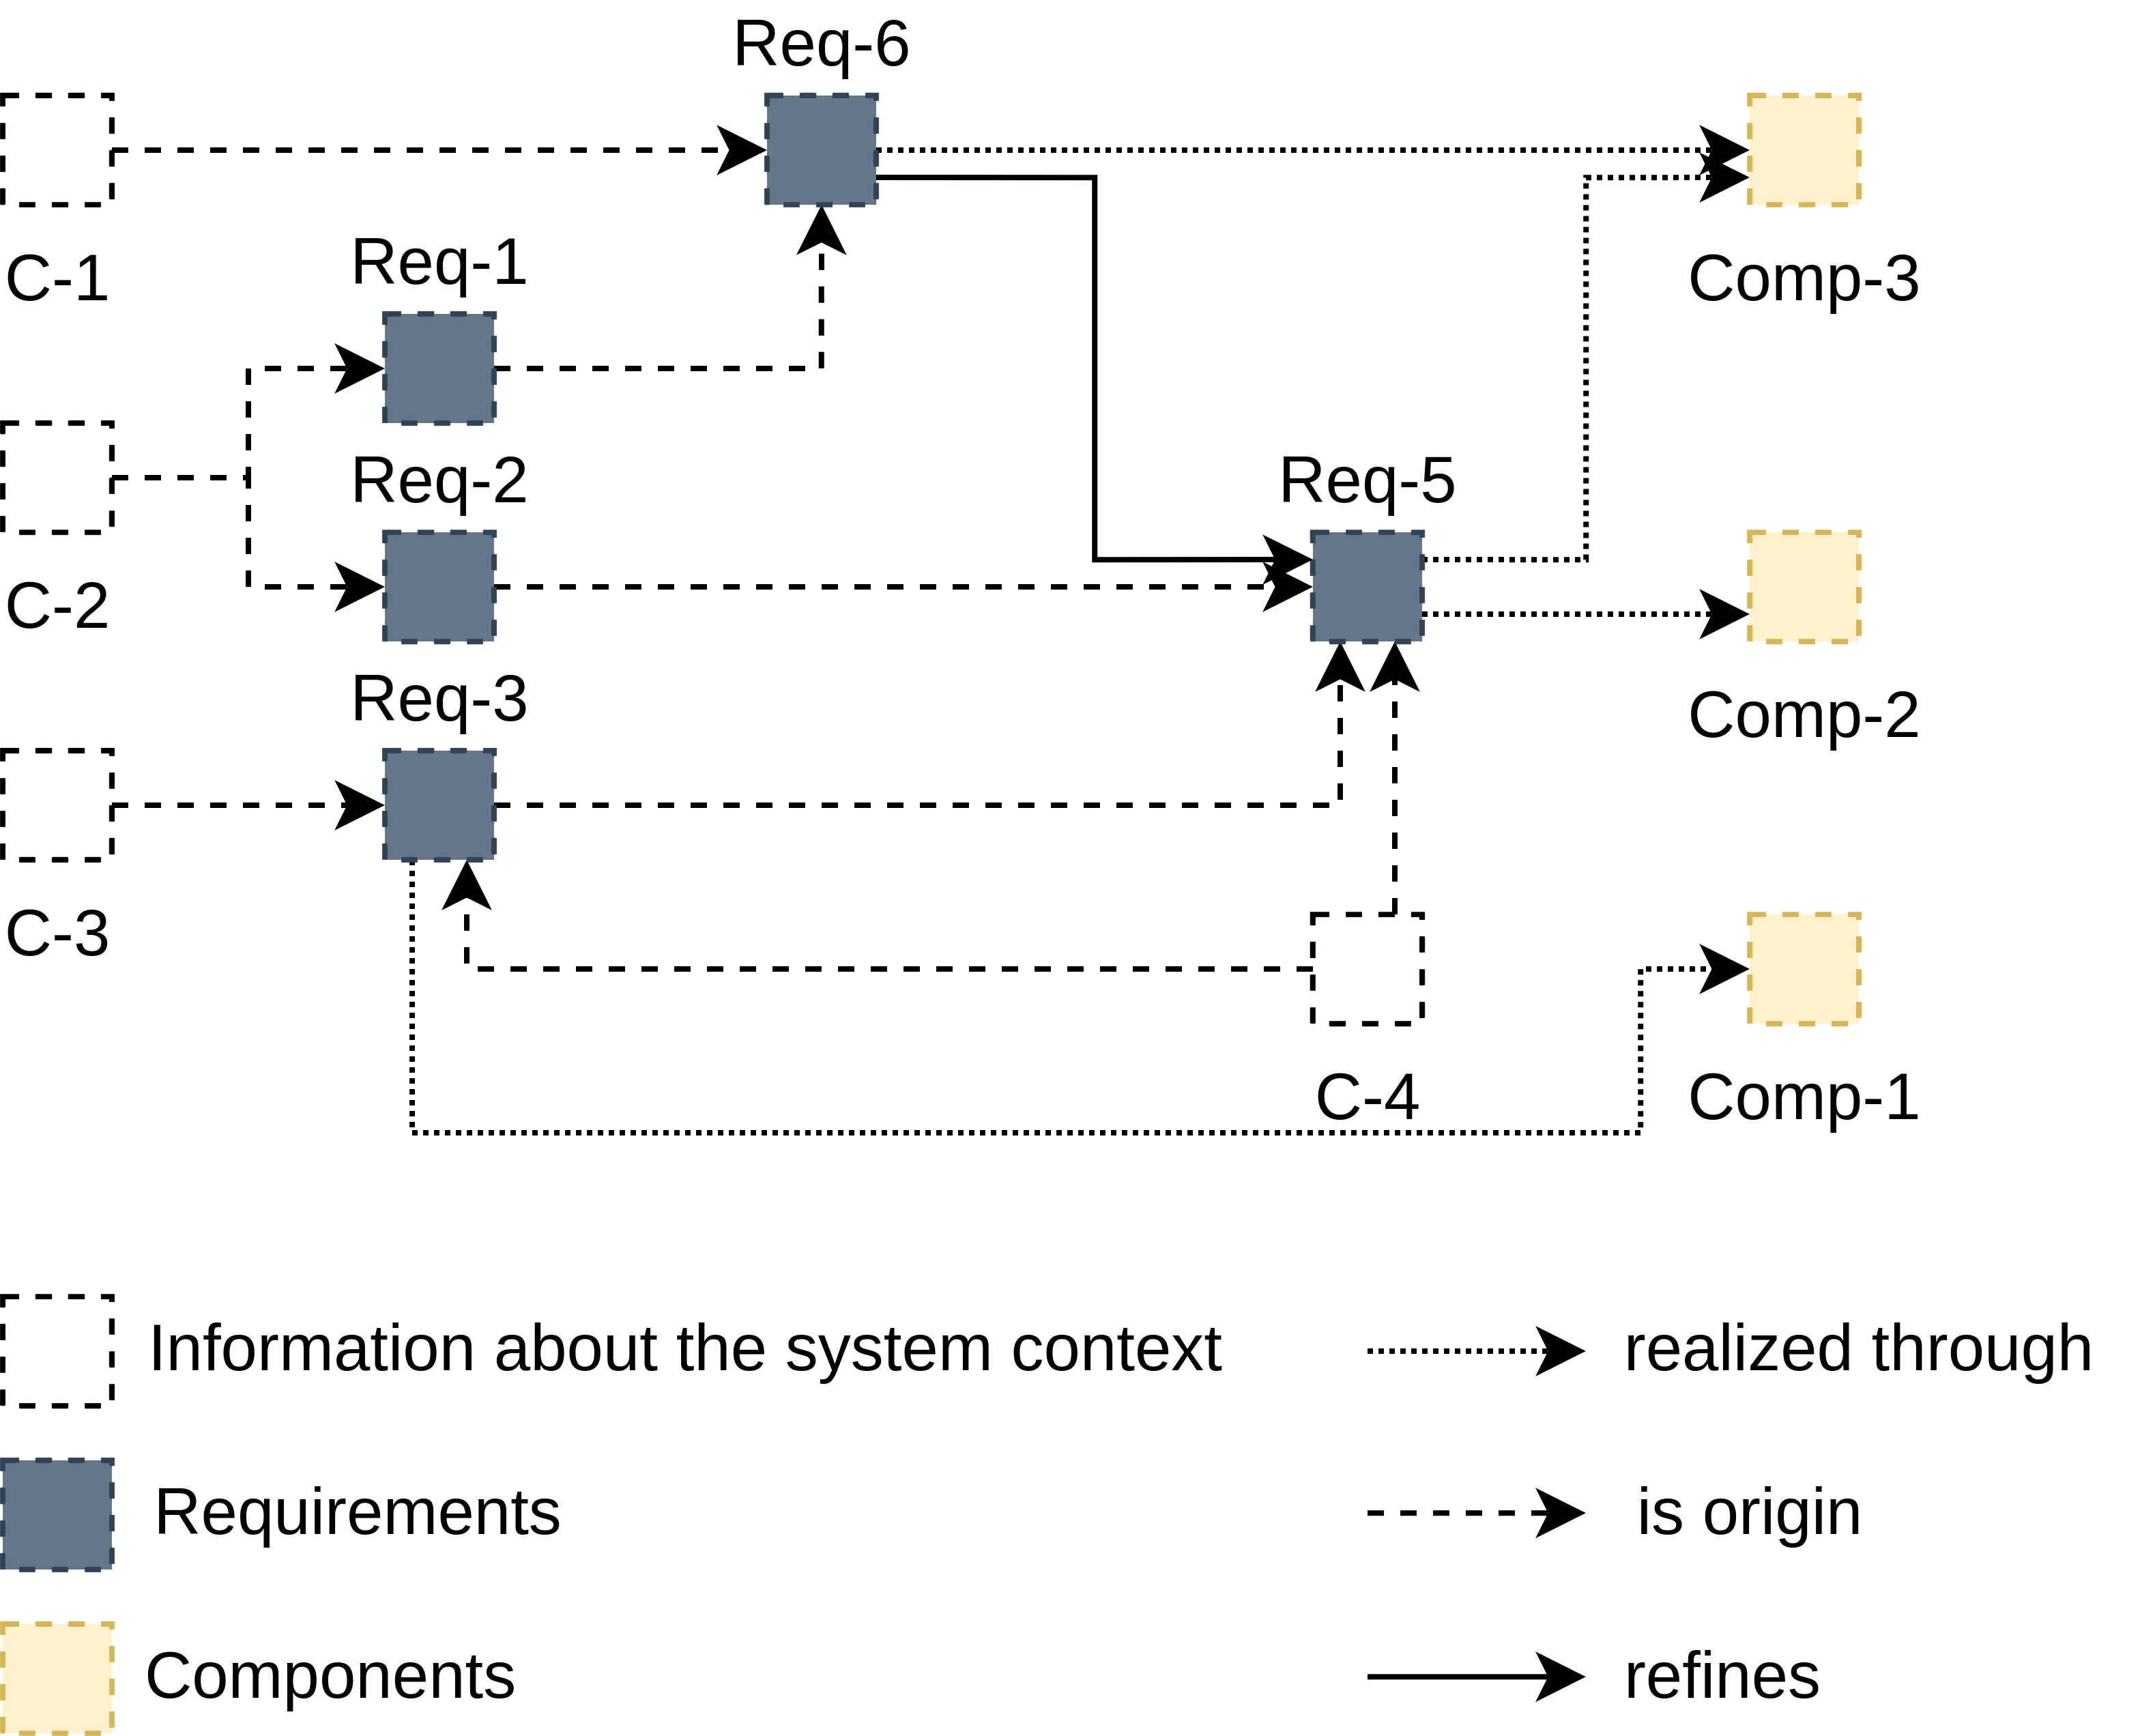 Req-6
C-1
Req-1
Comp-3
Req-2
Req-5
C-2
Req-3
Comp-2
C-3
C-4
Comp-1
Information about the system context
realized through
Requirements
is origin
Components
refines